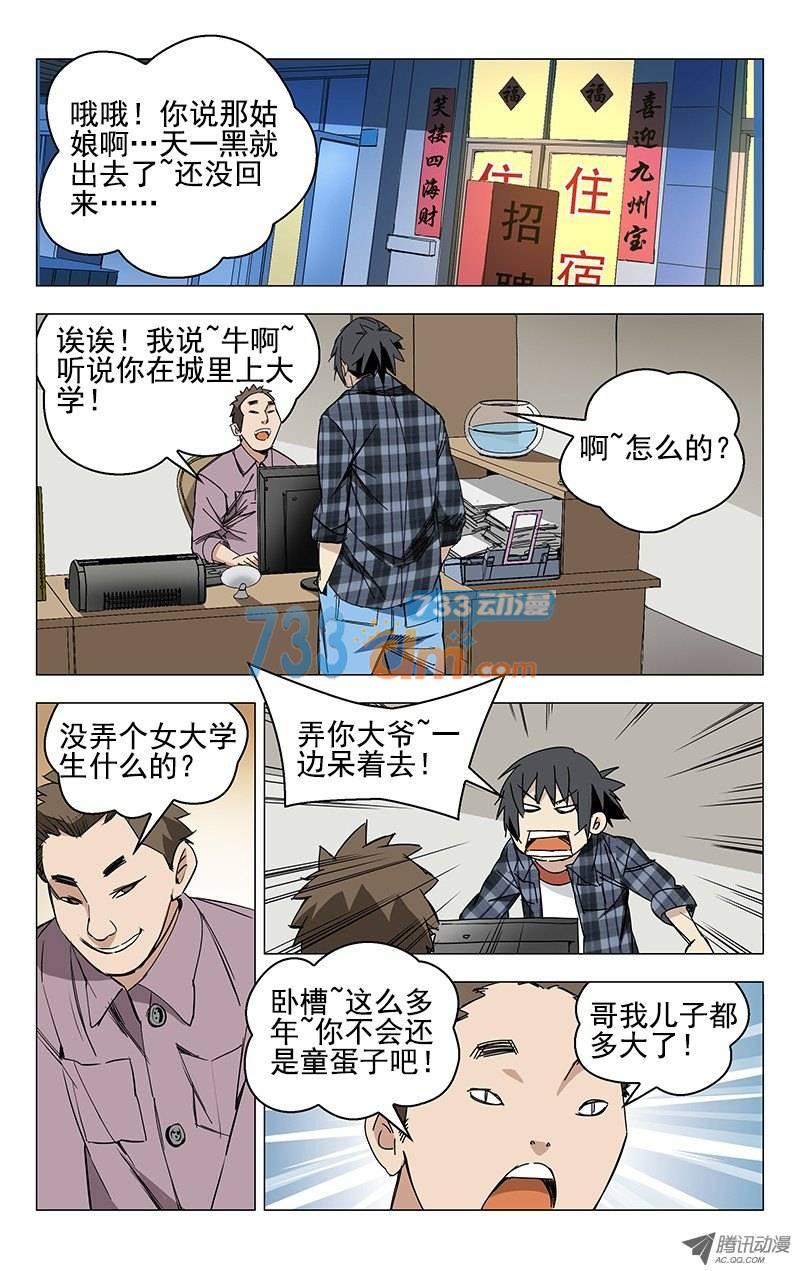 哦哦！你说那姑
娘啊···天一黑就
出去了~还没回
来······
笑接四海财
福
福
喜迎九州宝
住
住宿
招聘
诶诶！我说~牛啊~
听说你在城里上大
学！
啊~怎么的？
733动漫
733dm.com
没弄个女大学
生什么的？
弄你大爷~一
边呆着去！
卧槽~这么多
年~你不会还
是童蛋子吧！
哥我儿子都
多大了！
腾讯动漫
AC.QQ.COM